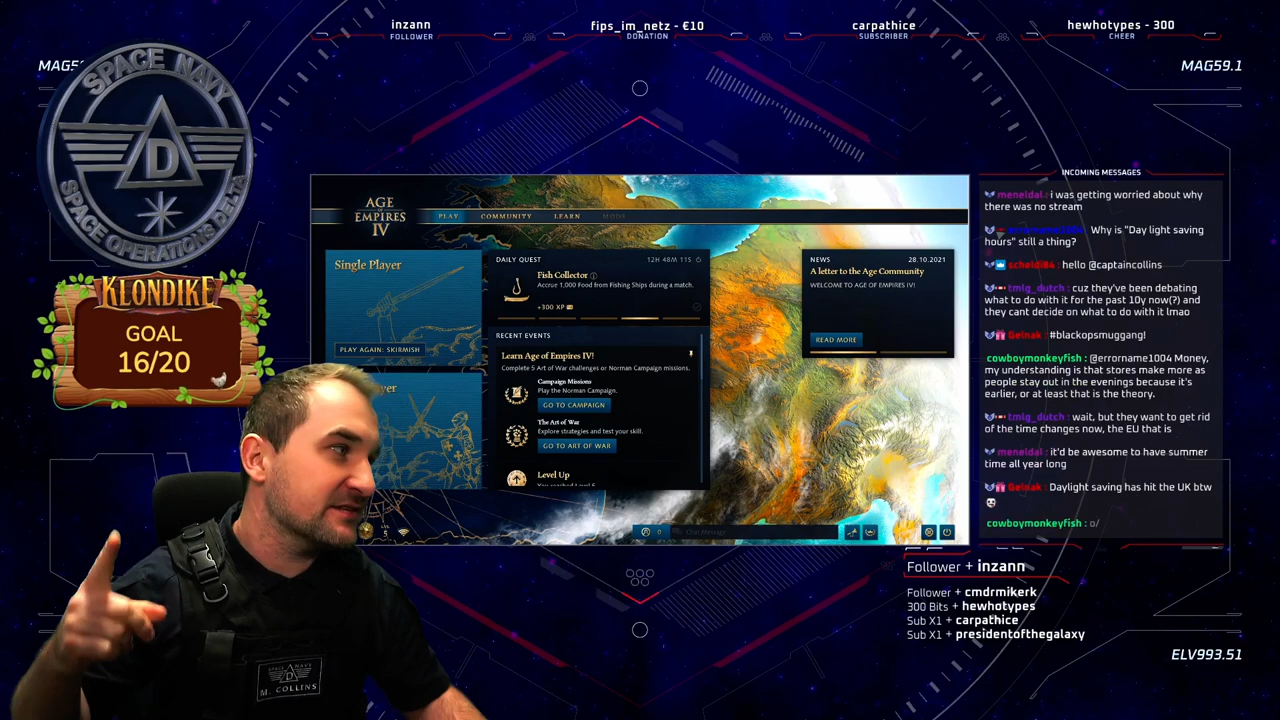 inzann
FOLLOWER
fips_im_netz - €10
DONATION
carpathice
SUBSCRIBER
hewhotypes - 300
CHEER
MAG59.1
SPACE NAVY
D
SPACE OPERATIONS DELTA
KLONDIKE
GOAL
16/20
AGE
OF
EMPIRES
IV
PLAY
COMMUNITY
LEARN
MODS
Single Player
PLAY AGAIN: SKIRMISH
DAILY QUEST
12H 48M 11S
Fish Collector
Accrue 1,000 Food from Fishing Ships during a match.
+300 XP
RECENT EVENTS
Learn Age of Empires IV!
Complete 5 Art of War challenges or Norman Campaign missions.
Campaign Missions
Play the Norman Campaign.
GO TO CAMPAIGN
The Art of War
Explore strategies and test your skill.
GO TO ART OF WAR
Level Up
NEWS
28.10.2021
A letter to the Age Community
WELCOME TO AGE OF EMPIRES IV!
READ MORE
5
0
Chat Message
INCOMING MESSAGES
meneldal : i was getting worried about why
there was no stream
errorname1004 : Why is "Day light saving
hours" still a thing?
scheldi84 : hello @captaincollins
tmlg_dutch : cuz they've been debating
what to do with it for the past 10y now(?) and
they cant decide on what to do with it lmao
Gelnak : #blackopsmuggang!
cowboymonkeyfish : @errorname1004 Money,
my understanding is that stores make more as
people stay out in the evenings because it's
earlier, or at least that is the theory.
tmlg_dutch : wait, but they want to get rid
of the time changes now, the EU that is
meneldal : it'd be awesome to have summer
time all year long
Gelnak : Daylight saving has hit the UK btw
cowboymonkeyfish : o/
Follower + inzann
Follower + cmdrmikerk
300 Bits + hewhotypes
Sub X1 + carpathice
Sub X1 + presidentofthegalaxy
ELV993.51
SPACE NAVY
D
M. COLLINS